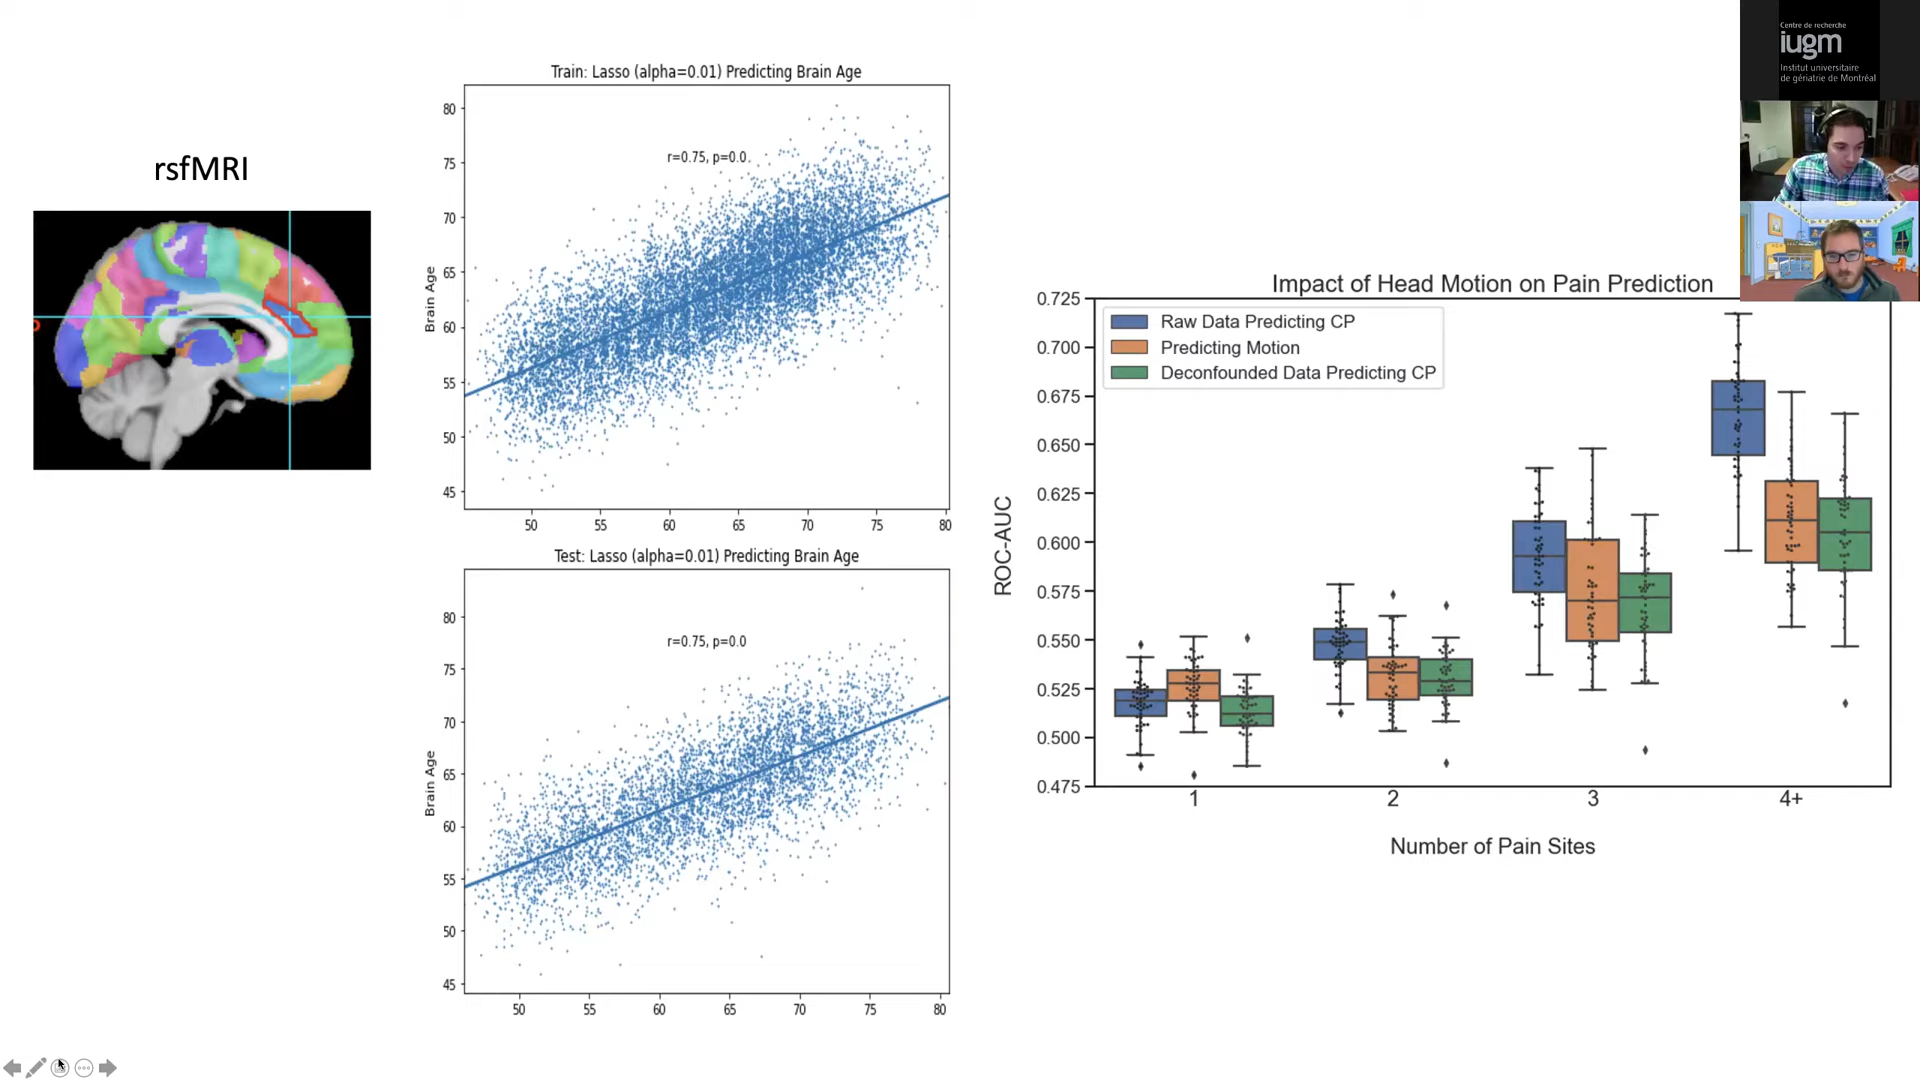 rsfMRI
Train: Lasso (alpha=0.01) Predicting Brain Age
r=0.75, p=0.0
Brain Age
80
75
70
65
60
55
50
45
50 55 60 65 70 75 80
Test: Lasso (alpha=0.01) Predicting Brain Age
r=0.75, p=0.0
Brain Age
80
75
70
65
60
55
50
45
50 55 60 65 70 75 80
Impact of Head Motion on Pain Prediction
Raw Data Predicting CP
Predicting Motion
Deconfounded Data Predicting CP
ROC-AUC
0.725
0.700
0.675
0.650
0.625
0.600
0.575
0.550
0.525
0.500
0.475
1 2 3 4+
Number of Pain Sites
Centre de recherche
iugm
Institut universitaire
de gériatrie de Montréal